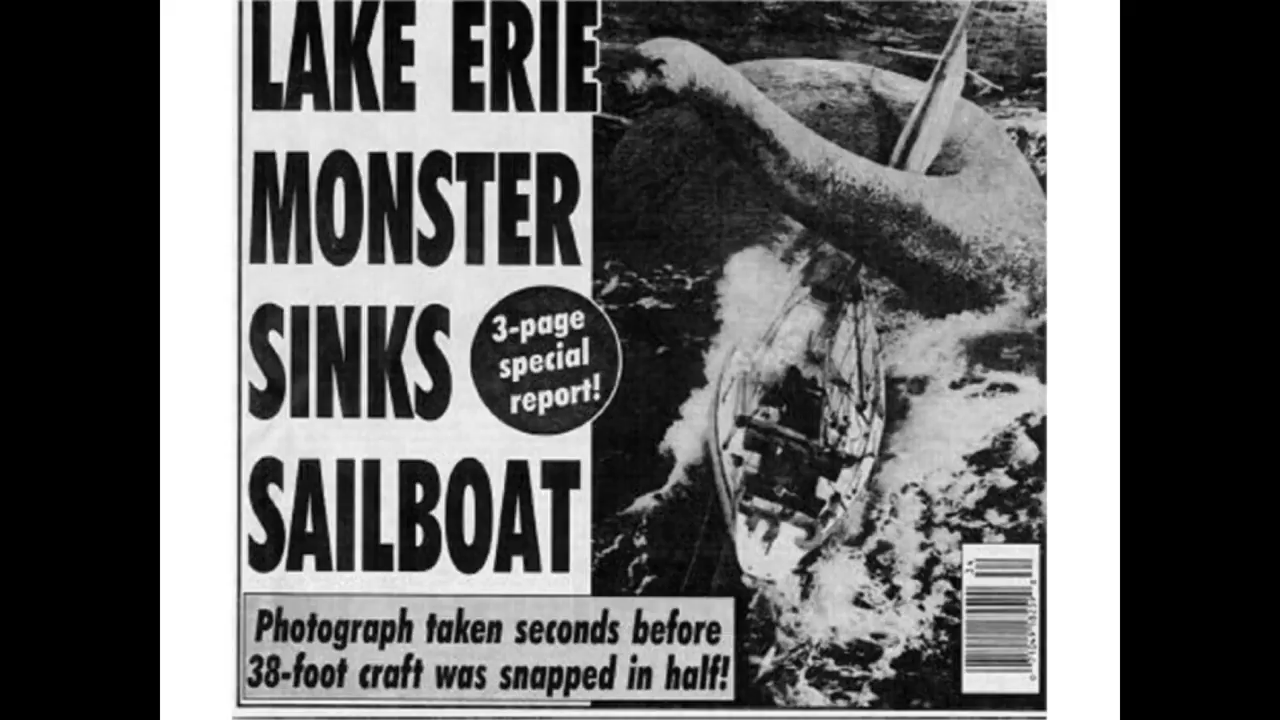 LAKE ERIE
MONSTER
SINKS
3-page
special
report!
SAILBOAT
Photograph taken seconds before
38-foot craft was snapped in half!
34